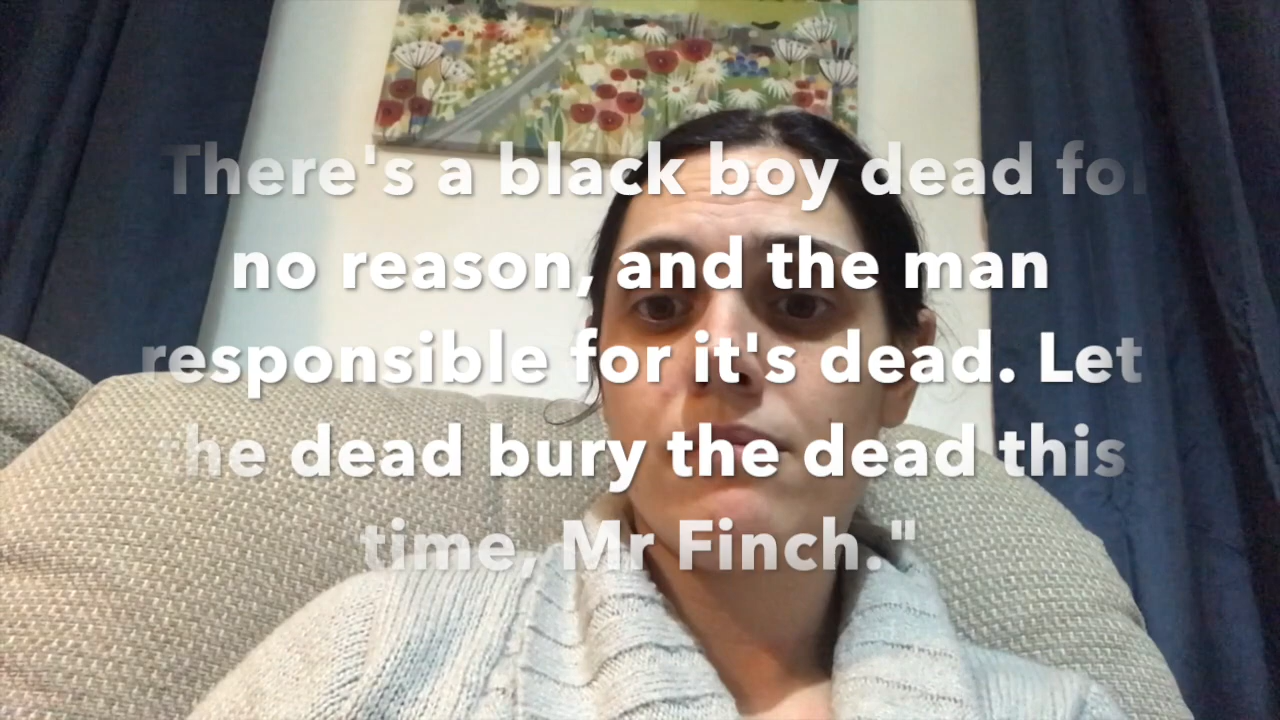 There's a black boy dead for
no reason, and the man
responsible for it's dead. Let
the dead bury the dead this
time, Mr Finch."